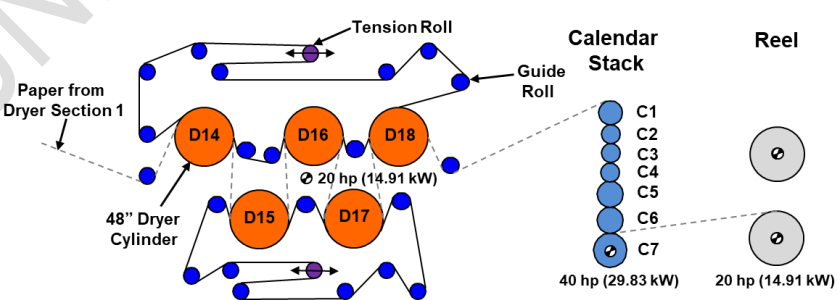 Tension Roll
Calendar
Stack
Reel
Guide
Roll
Paper from
Dryer Section 1
D14
D16
D18
C1
C2
C3
C4
C5
C6
C7
20 hp (14.91 kW)
48” Dryer
Cylinder
D15
D17
40 hp (29.83 kW)
20 hp (14.91 kW)